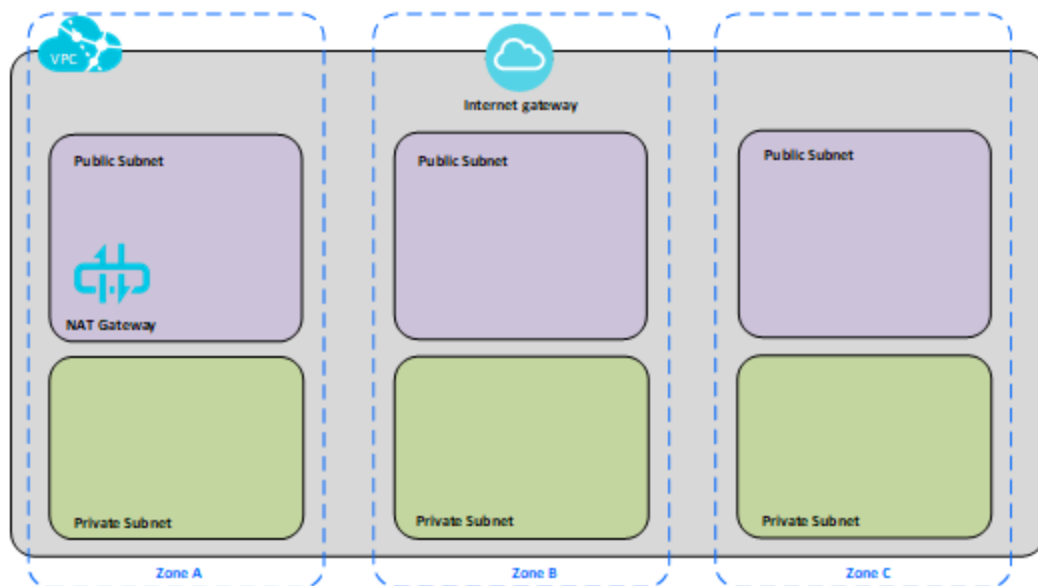 VPC
Internet gateway
Public Subnet
Public Subnet
Public Subnet
NAT Gateway
Private Subnet
Private Subnet
Private Subnet
Zone A
Zone B
Zone C